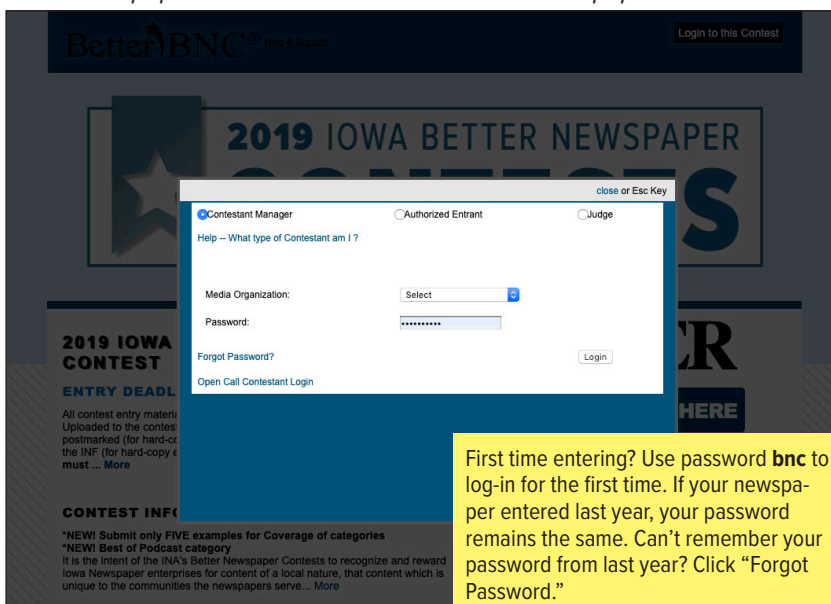 BetterBNC® Help & Support
Login to this Contest
2019 IOWA BETTER NEWSPAPER
close or Esc Key
Contestant Manager Authorized Entrant Judge
Help -- What type of Contestant am I ?
Media Organization: Select
Password: ••••••••••
Forgot Password? Login
Open Call Contestant Login
2019 IOWA
CONTEST
ENTRY DEADL
HERE
All contest entry materia
Uploaded to the contest
postmarked (for hard-co
the INF (for hard-copy e
must ... More
CONTEST INFO
*NEW! Submit only FIVE examples for Coverage of categories
*NEW! Best of Podcast category
It is the intent of the INA's Better Newspaper Contests to recognize and reward
Iowa Newspaper enterprises for content of a local nature, that content which is
unique to the communities the newspapers serve... More
First time entering? Use password bnc to
log-in for the first time. If your newspa-
per entered last year, your password
remains the same. Can't remember your
password from last year? Click “Forgot
Password.”